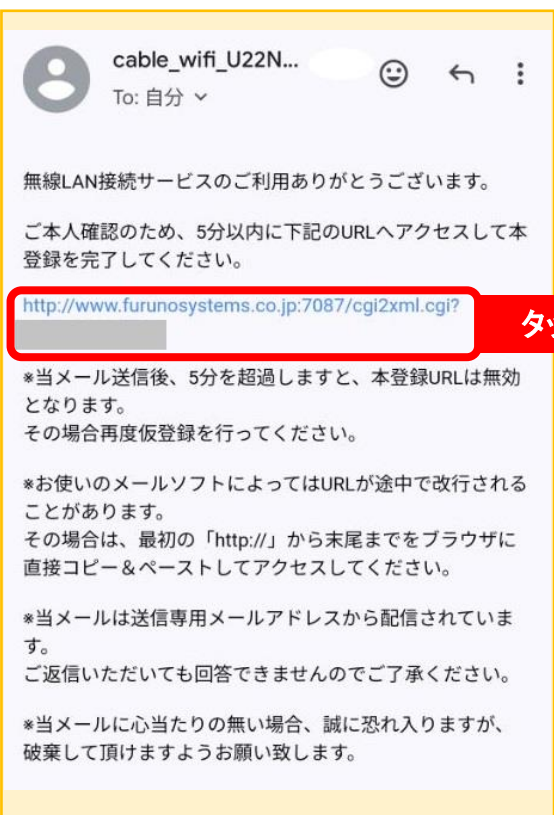 cable_wifi_U22N...
To: 自分
無線LAN接続サービスのご利用ありがとうございます。
ご本人確認のため、5分以内に下記のURLへアクセスして本
登録を完了してください。
http://www.furunosystems.co.jp:7087/cgi2xml.cgi?
タッ
※当メール送信後、5分を超過しますと、本登録URLは無効
となります。
その場合再度仮登録を行ってください。
※お使いのメールソフトによってはURLが途中で改行される
ことがあります。
その場合は、最初の「http://」から末尾までをブラウザに
直接コピー＆ペーストしてアクセスしてください。
※当メールは送信専用メールアドレスから配信されていま
す。
ご返信いただいても回答できませんのでご了承ください。
※当メールに心当たりの無い場合、誠に恐れ入りますが、
破棄して頂けますようお願い致します。